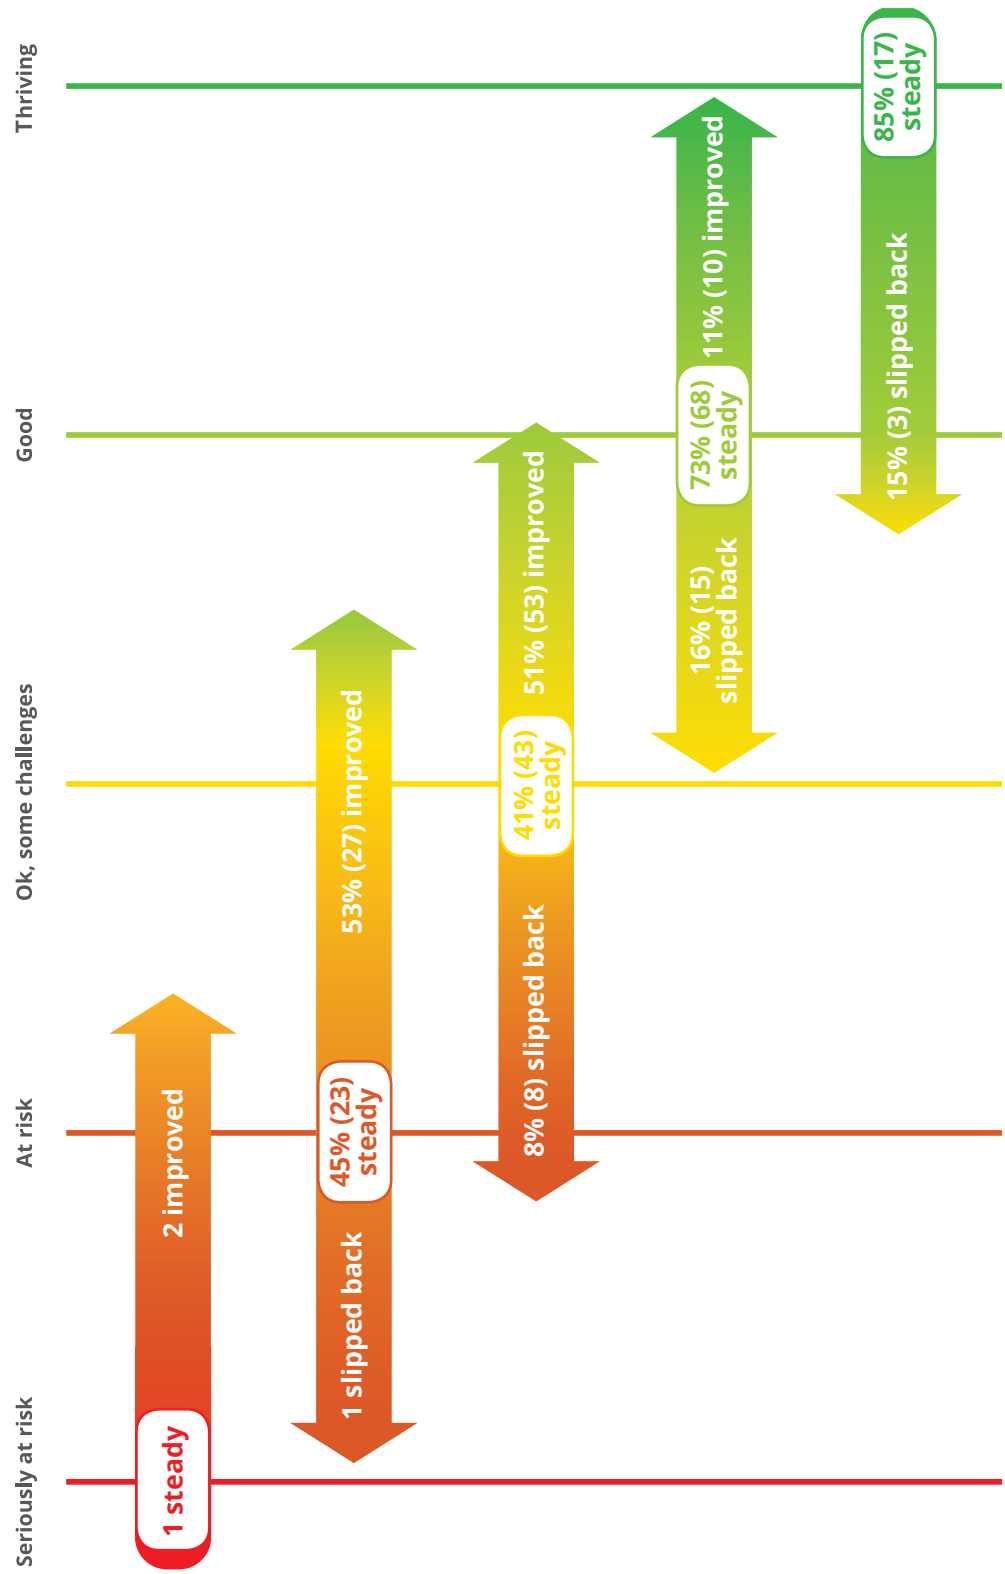 Thriving
Good
Ok, some challenges
At risk
Seriously at risk
2 improved
1 steady
53% (27) improved
45% (23)
steady
1 slipped back
51% (53) improved
41% (43)
steady
8% (8) slipped back
11% (10) improved
73% (68)
steady
16% (15)
slipped back
85% (17)
steady
15% (3) slipped back